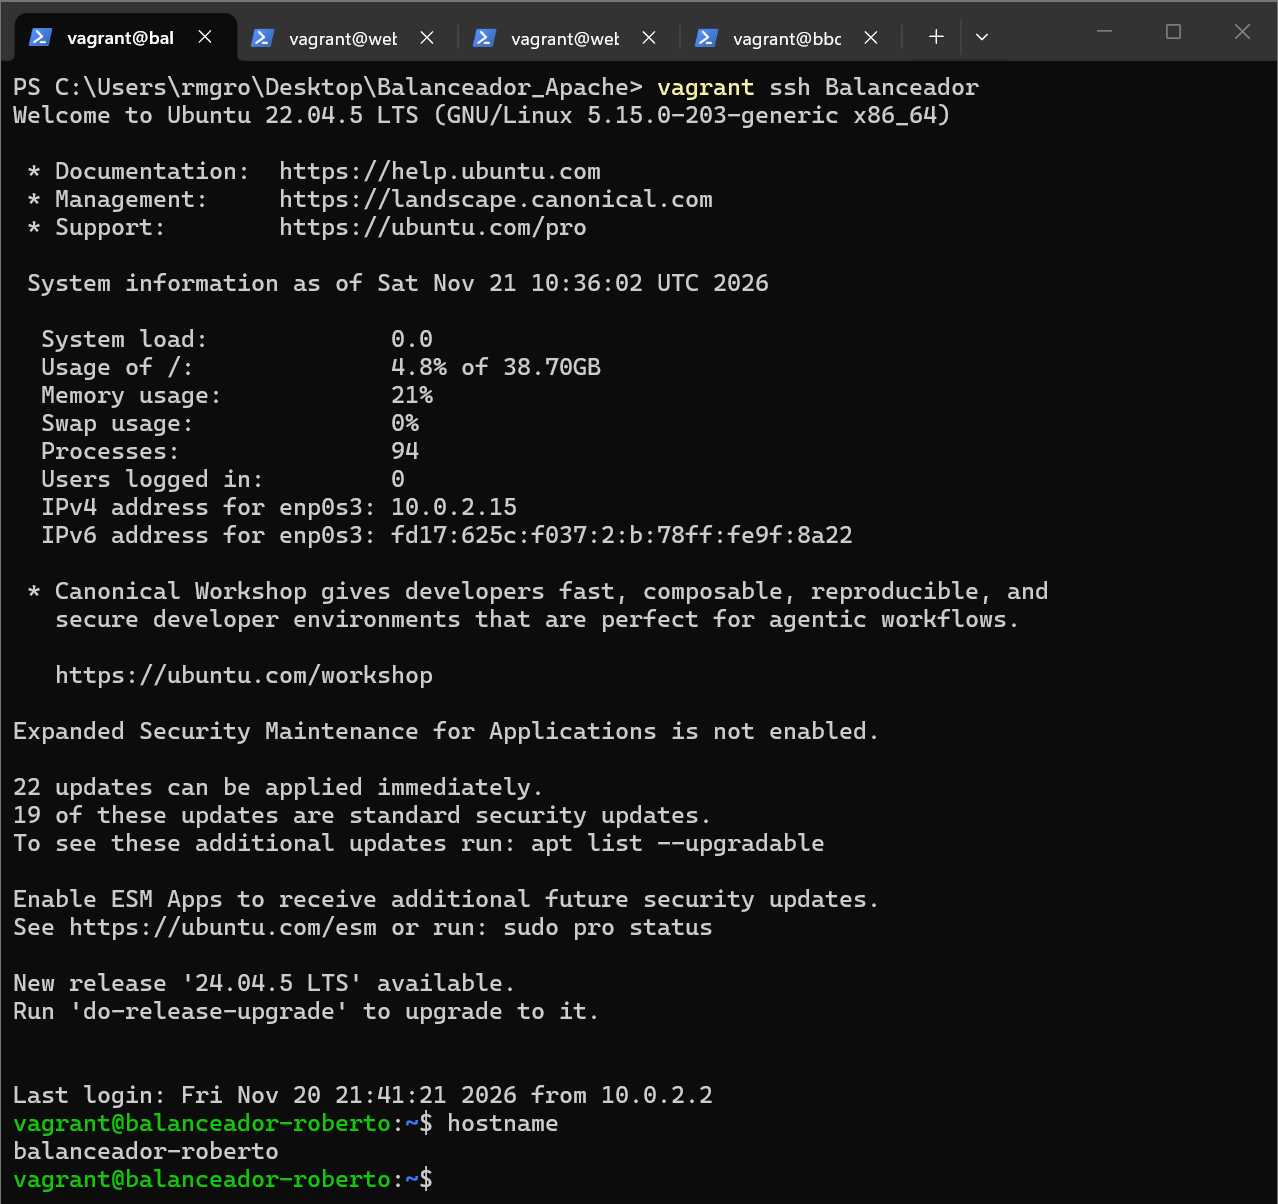 vagrant@bal
vagrant@web
vagrant@web
vagrant@bbd
PS C:\Users\rmgro\Desktop\Balanceador_Apache> vagrant ssh Balanceador
Welcome to Ubuntu 22.04.5 LTS (GNU/Linux 5.15.0-203-generic x86_64)
* Documentation:  https://help.ubuntu.com
* Management:     https://landscape.canonical.com
* Support:        https://ubuntu.com/pro
System information as of Sat Nov 21 10:36:02 UTC 2026
System load:             0.0
Usage of /:              4.8% of 38.70GB
Memory usage:            21%
Swap usage:              0%
Processes:               94
Users logged in:         0
IPv4 address for enp0s3: 10.0.2.15
IPv6 address for enp0s3: fd17:625c:f037:2:b:78ff:fe9f:8a22
* Canonical Workshop gives developers fast, composable, reproducible, and
secure developer environments that are perfect for agentic workflows.
https://ubuntu.com/workshop
Expanded Security Maintenance for Applications is not enabled.
22 updates can be applied immediately.
19 of these updates are standard security updates.
To see these additional updates run: apt list --upgradable
Enable ESM Apps to receive additional future security updates.
See https://ubuntu.com/esm or run: sudo pro status
New release '24.04.5 LTS' available.
Run 'do-release-upgrade' to upgrade to it.
Last login: Fri Nov 20 21:41:21 2026 from 10.0.2.2
vagrant@balanceador-roberto:~$ hostname
balanceador-roberto
vagrant@balanceador-roberto:~$